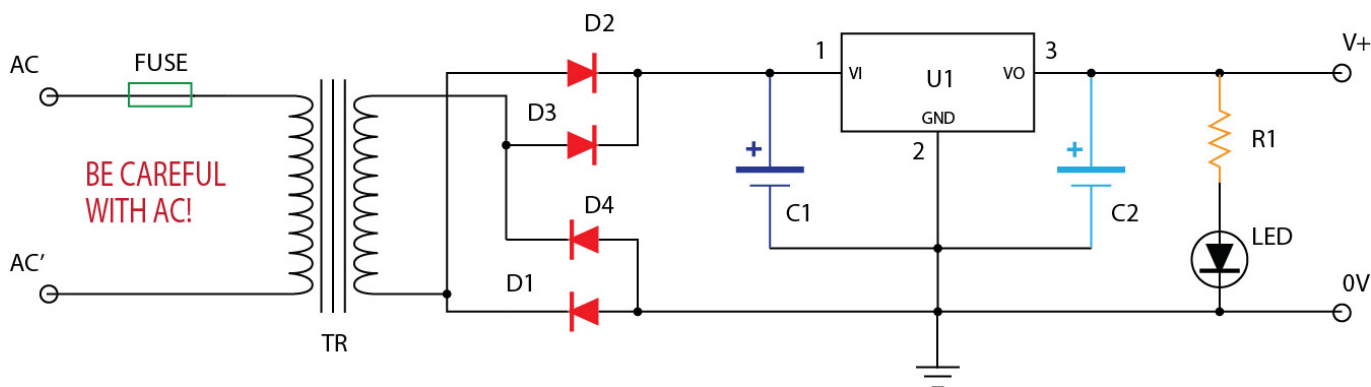 D2
AC
FUSE
1
3
V+
VI
U1
VO
D3
GND
+
2
+
R1
BE CAREFUL
WITH AC!
D4
C1
C2
LED
AC'
D1
0V
TR